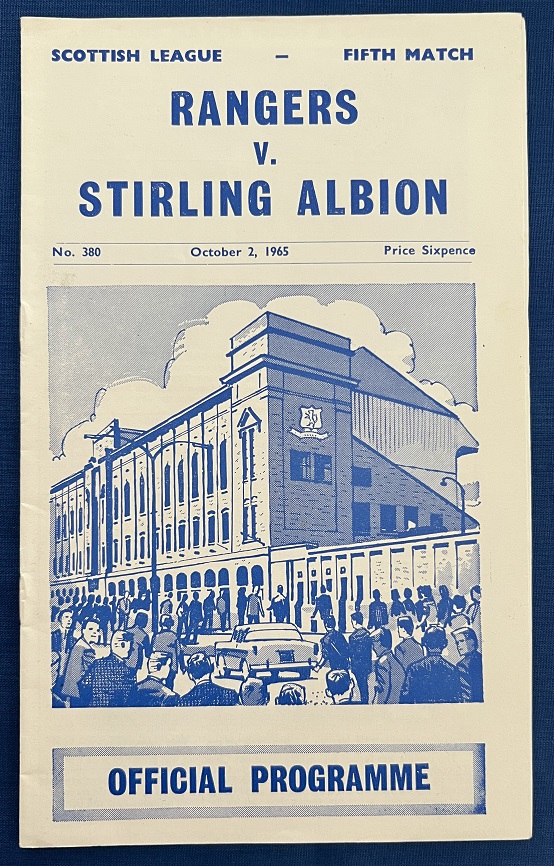 SCOTTISH LEAGUE – FIFTH MATCH
RANGERS
V.
STIRLING ALBION
No. 380 October 2, 1965 Price Sixpence
OFFICIAL PROGRAMME